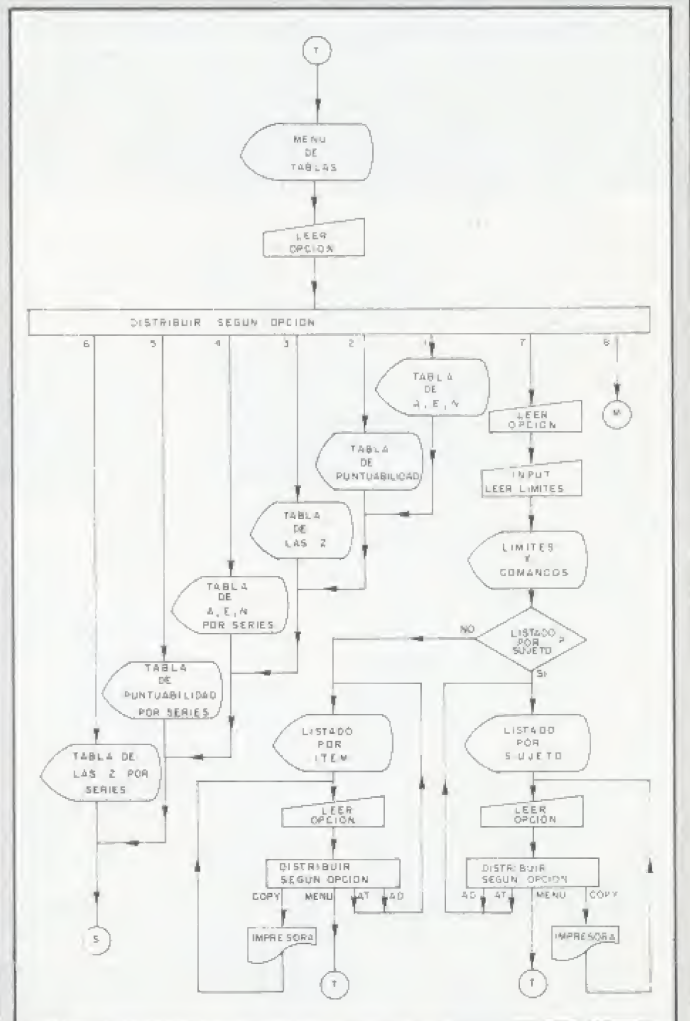 T
MENU
DE
TABLAS
LEER
OPCION
DISTRIBUIR SEGUN OPCION
6 5 4 3 2 1 7 8
TABLA
DE
A, E, N
LEER
OPCION
M
TABLA
DE
PUNTUABILIDAD
INPUT
LEER LIMITES
TABLA
DE
LAS Z
LIMITES
Y
COMANDOS
TABLA
DE
A, E, N
POR SERIES
NO
LISTADO
POR ?
SUJETO
SI
TABLA
DE
PUNTUABILIDAD
POR SERIES
LISTADO
POR
ITEM
LISTADO
POR
SUJETO
TABLA DE
LAS Z POR
SERIES
LEER
OPCION
LEER
OPCION
DISTRIBUIR
SEGUN OPCION
DISTRIBUIR
SEGUN OPCION
COPY MENU AT AD
AD AT MENU COPY
IMPRESORA
IMPRESORA
S
T
T